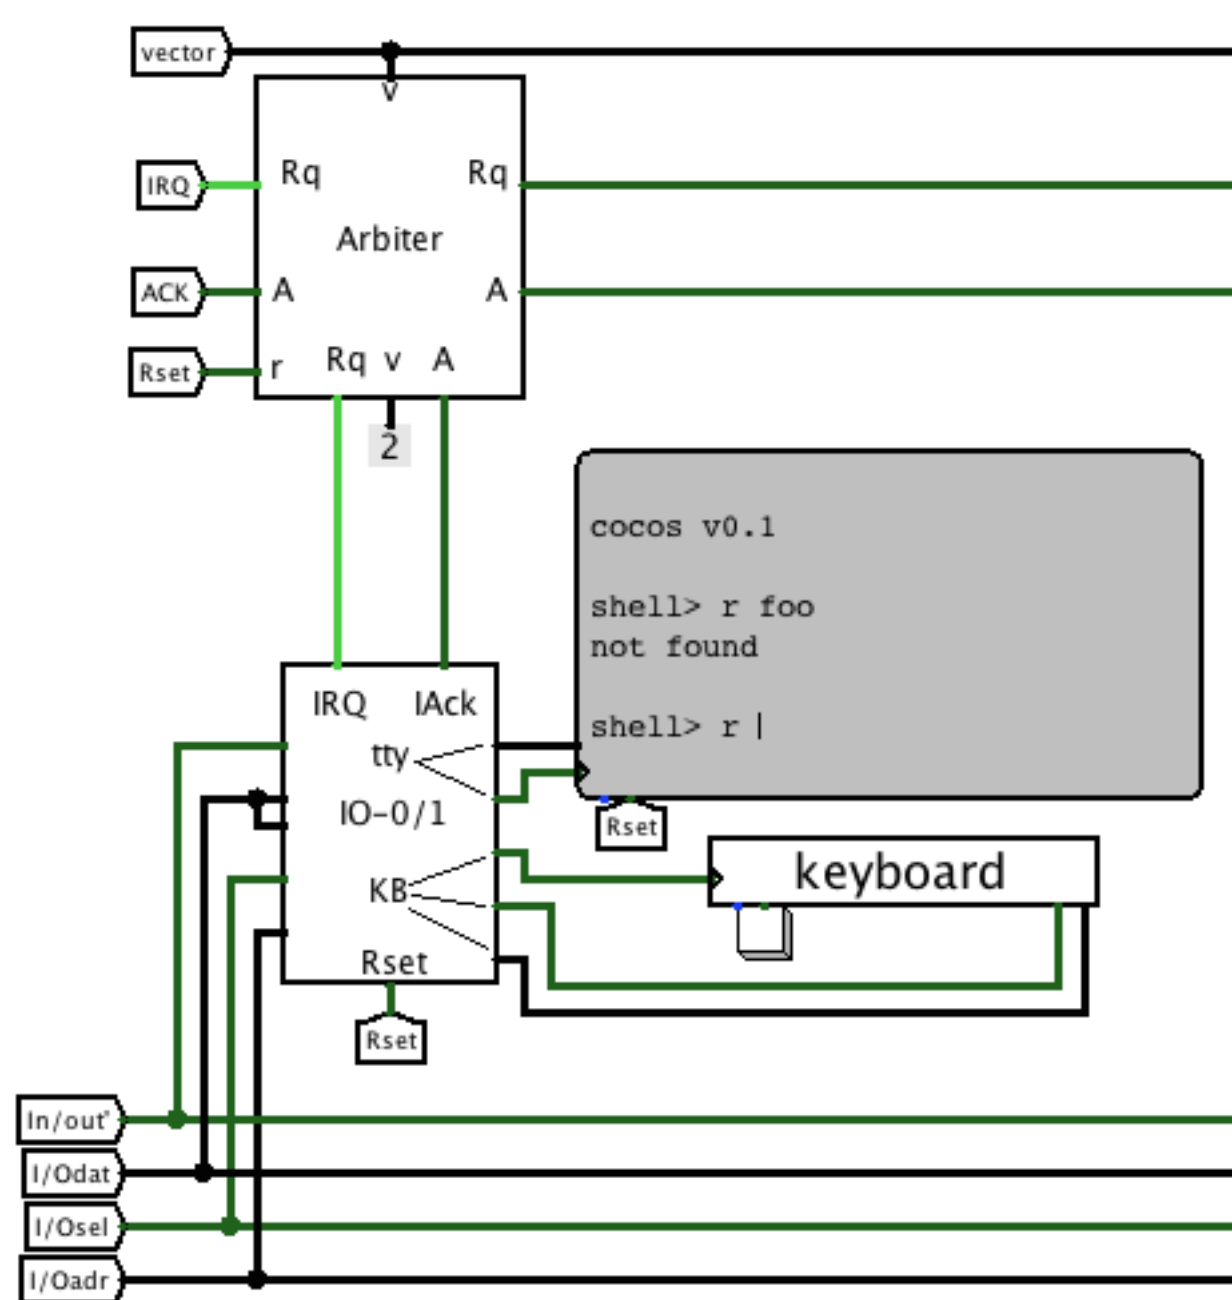 vector
v
IRQ
Rq
Rq
Arbiter
ACK
A
A
Rset
r
Rq v A
2
cocos v0.1
shell> r foo
not found
shell> r
IRQ IAck
tty
IO-0/1
Rset
keyboard
KB
Rset
Rset
In/out'
I/Odat
I/Osel
I/Oadr